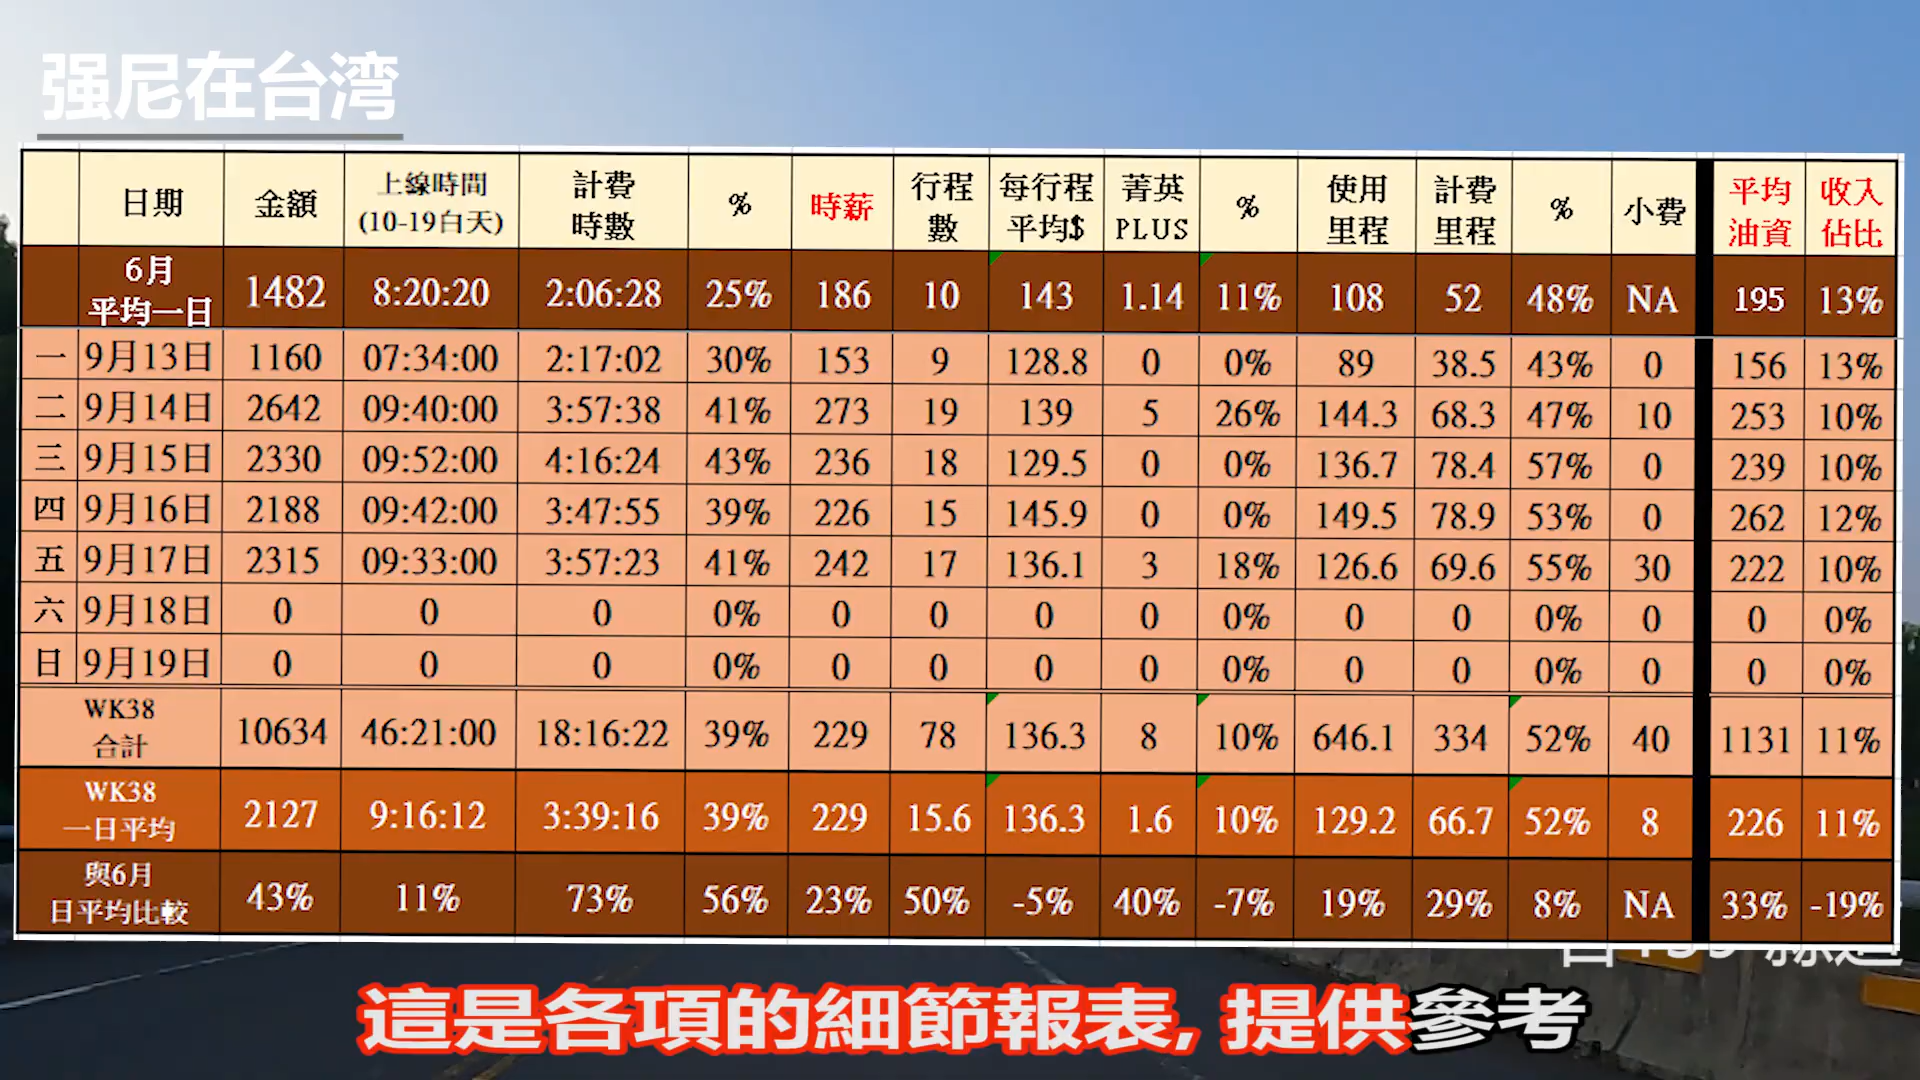 强尼在台湾
日期 金額 上線時間 (10-19白天) 計費時數 % 時薪 行程數 每行程平均$ 菁英PLUS % 使用里程 計費里程 % 小費 平均油資 收入佔比
6月平均一日 1482 8:20:20 2:06:28 25% 186 10 143 1.14 11% 108 52 48% NA 195 13%
一 9月13日 1160 07:34:00 2:17:02 30% 153 9 128.8 0 0% 89 38.5 43% 0 156 13%
二 9月14日 2642 09:40:00 3:57:38 41% 273 19 139 5 26% 144.3 68.3 47% 10 253 10%
三 9月15日 2330 09:52:00 4:16:24 43% 236 18 129.5 0 0% 136.7 78.4 57% 0 239 10%
四 9月16日 2188 09:42:00 3:47:55 39% 226 15 145.9 0 0% 149.5 78.9 53% 0 262 12%
五 9月17日 2315 09:33:00 3:57:23 41% 242 17 136.1 3 18% 126.6 69.6 55% 30 222 10%
六 9月18日 0 0 0 0% 0 0 0 0 0% 0 0 0% 0 0 0%
日 9月19日 0 0 0 0% 0 0 0 0 0% 0 0 0% 0 0 0%
WK38合計 10634 46:21:00 18:16:22 39% 229 78 136.3 8 10% 646.1 334 52% 40 1131 11%
WK38一日平均 2127 9:16:12 3:39:16 39% 229 15.6 136.3 1.6 10% 129.2 66.7 52% 8 226 11%
與6月日平均比較 43% 11% 73% 56% 23% 50% -5% 40% -7% 19% 29% 8% NA 33% -19%
這是各項的細節報表, 提供參考